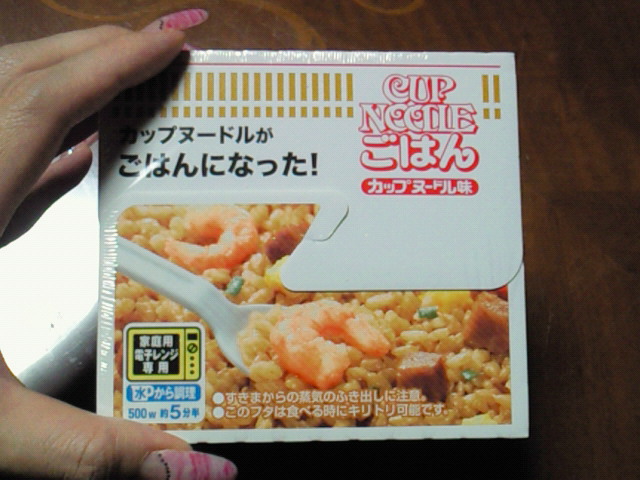 カップヌードルが
ごはんになった!
CUP
NOODLE
ごはん
カップヌードル味
家庭用
電子レンジ
専用
水から調理
500W 約5分半
●すきまからの蒸気のふき出しに注意。
●このフタは食べる時にキリトリ可能です。